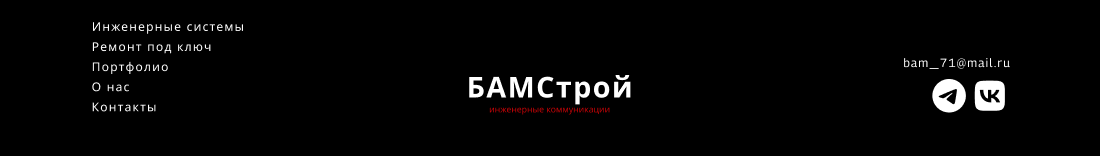 Инженерные системы
Ремонт под ключ
Портфолио
О нас
Контакты
БАМСтрой
инженерные коммуникации
bam__71@mail.ru